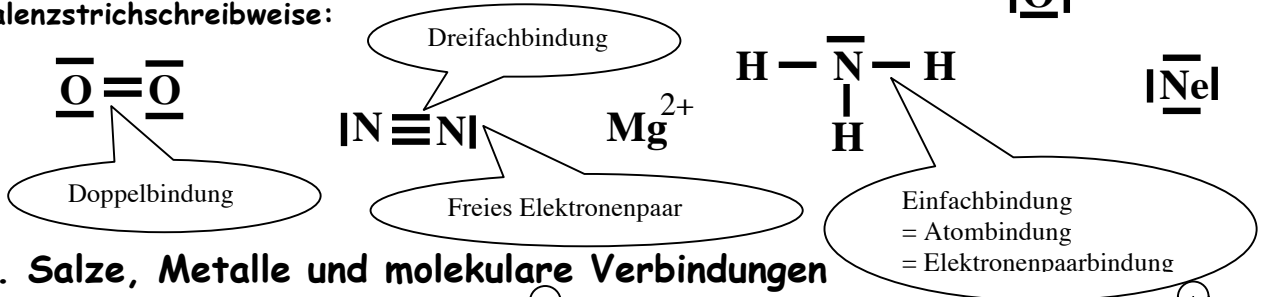 alenzstrichschreibweise:
O
Dreifachbindung
O=O
|N≡N|
Mg2+
H — N — H
H
|Ne|
Doppelbindung
Freies Elektronenpaar
Einfachbindung
= Atombindung
= Elektronenpaarbindung
. Salze, Metalle und molekulare Verbindungen